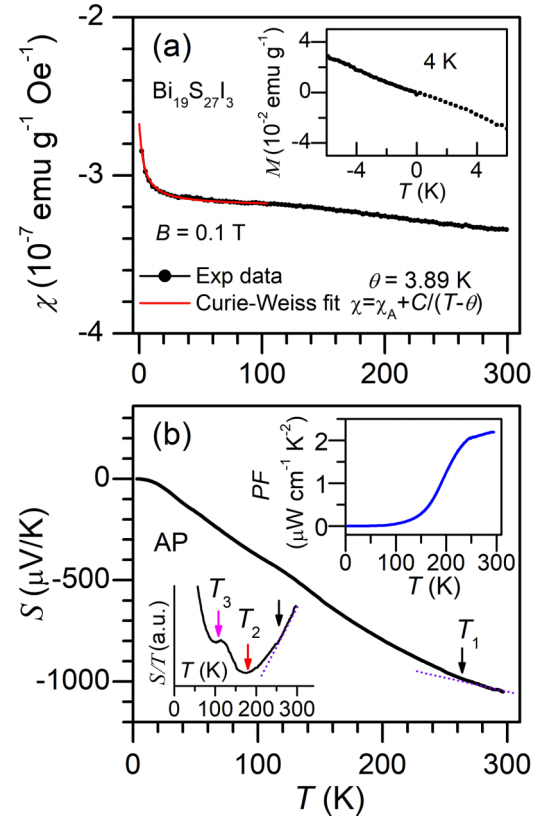 (a)
Bi₁₉S₂₇I₃
4 K
M (10⁻² emu g⁻¹)
4
0
-4
-4 0 4
T (K)
χ (10⁻⁷ emu g⁻¹ Oe⁻¹)
-2
-3
-4
B = 0.1 T
Exp data
θ = 3.89 K
Curie-Weiss fit χ=χ_A+C/(T-θ)
0 100 200 300
(b)
PF
(μW cm⁻¹ K⁻²)
2
1
0
0 100 200 300
T (K)
S (μV/K)
0
-500
-1000
AP
S/T (a.u.)
T₃
T₂
T (K)
0 100 200 300
T₁
0 100 200 300
T (K)